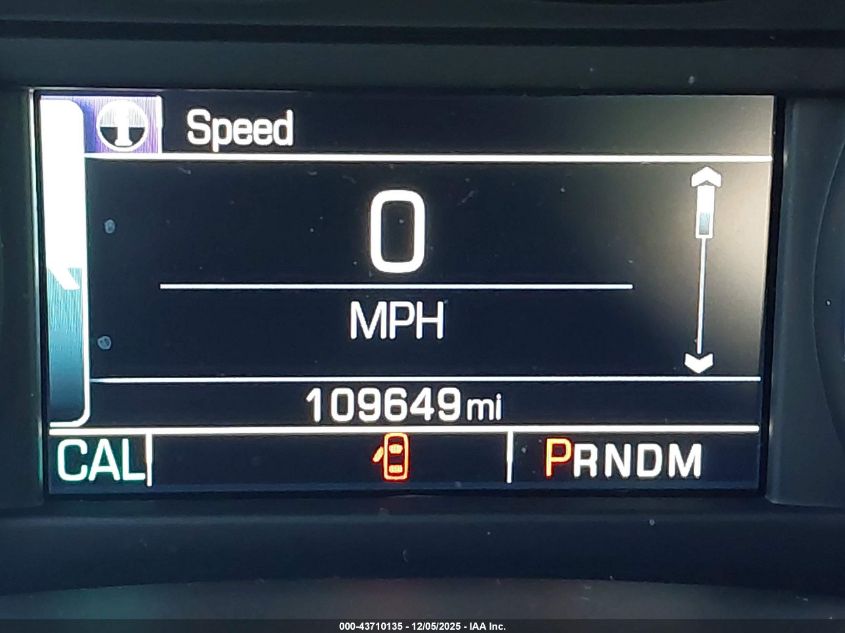 Speed
0
MPH
109649mi
CAL
PRNDM
000-43710135 - 12/05/2025 - IAA Inc.